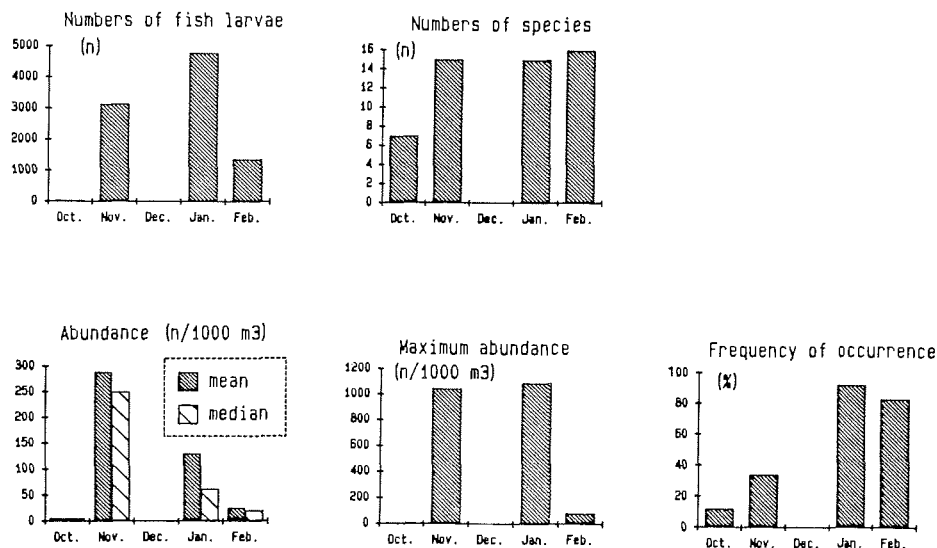 Numbers of fish larvae
(n)
5000
4000
3000
2000
1000
0
Oct. Nov. Dec. Jan. Feb.
Numbers of species
(n)
16
14
12
10
8
6
4
2
0
Oct. Nov. Dec. Jan. Feb.
Abundance (n/1000 m3)
300
250
200
150
100
50
0
mean
median
Oct. Nov. Dec. Jan. Feb.
Maximum abundance
(n/1000 m3)
1200
1000
800
600
400
200
0
Oct. Nov. Dec. Jan. Feb.
Frequency of occurrence
(%)
100
80
60
40
20
0
Oct. Nov. Dec. Jan. Feb.